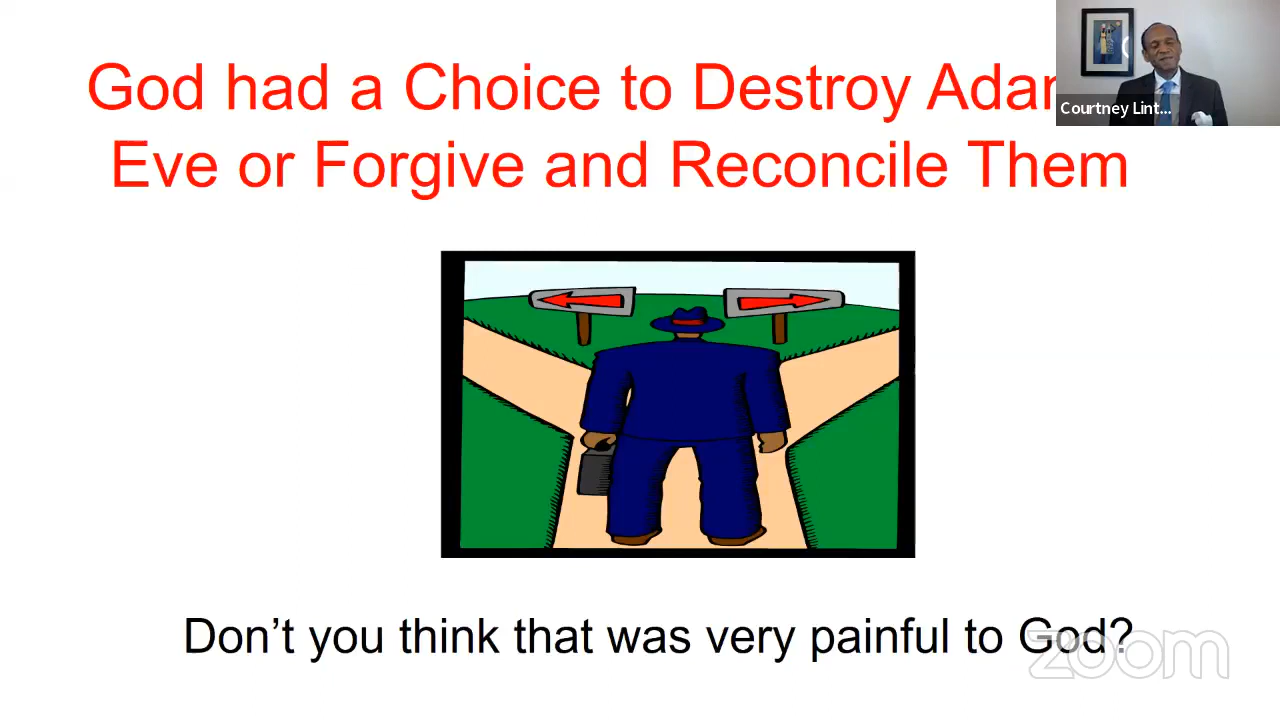 God had a Choice to Destroy
Eve or Forgive and Reconcile Them
Courtney Lint...
Don't you think that was very painful to God?
zoom